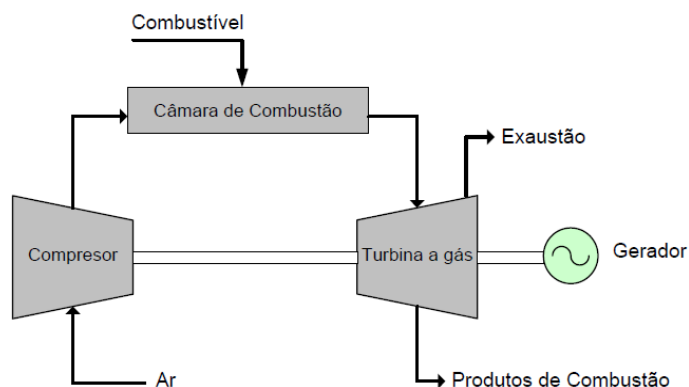 Combustível
Câmara de Combustão
Exaustão
Compresor
Turbina a gás
Gerador
Ar
Produtos de Combustão